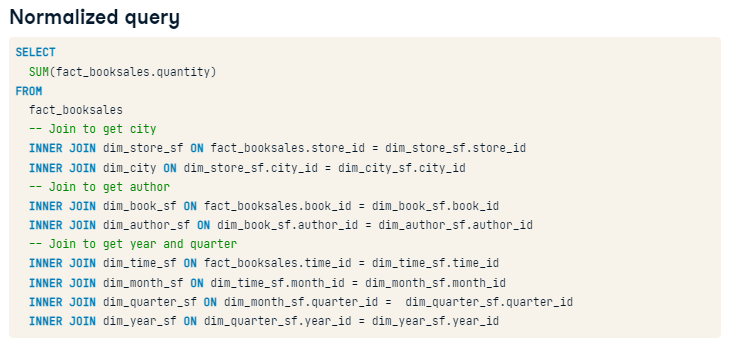 Normalized query
SELECT
SUM(fact_booksales.quantity)
FROM
fact_booksales
-- Join to get city
INNER JOIN dim_store_sf ON fact_booksales.store_id = dim_store_sf.store_id
INNER JOIN dim_city ON dim_store_sf.city_id = dim_city_sf.city_id
-- Join to get author
INNER JOIN dim_book_sf ON fact_booksales.book_id = dim_book_sf.book_id
INNER JOIN dim_author_sf ON dim_book_sf.author_id = dim_author_sf.author_id
-- Join to get year and quarter
INNER JOIN dim_time_sf ON fact_booksales.time_id = dim_time_sf.time_id
INNER JOIN dim_month_sf ON dim_time_sf.month_id = dim_month_sf.month_id
INNER JOIN dim_quarter_sf ON dim_month_sf.quarter_id =  dim_quarter_sf.quarter_id
INNER JOIN dim_year_sf ON dim_quarter_sf.year_id = dim_year_sf.year_id